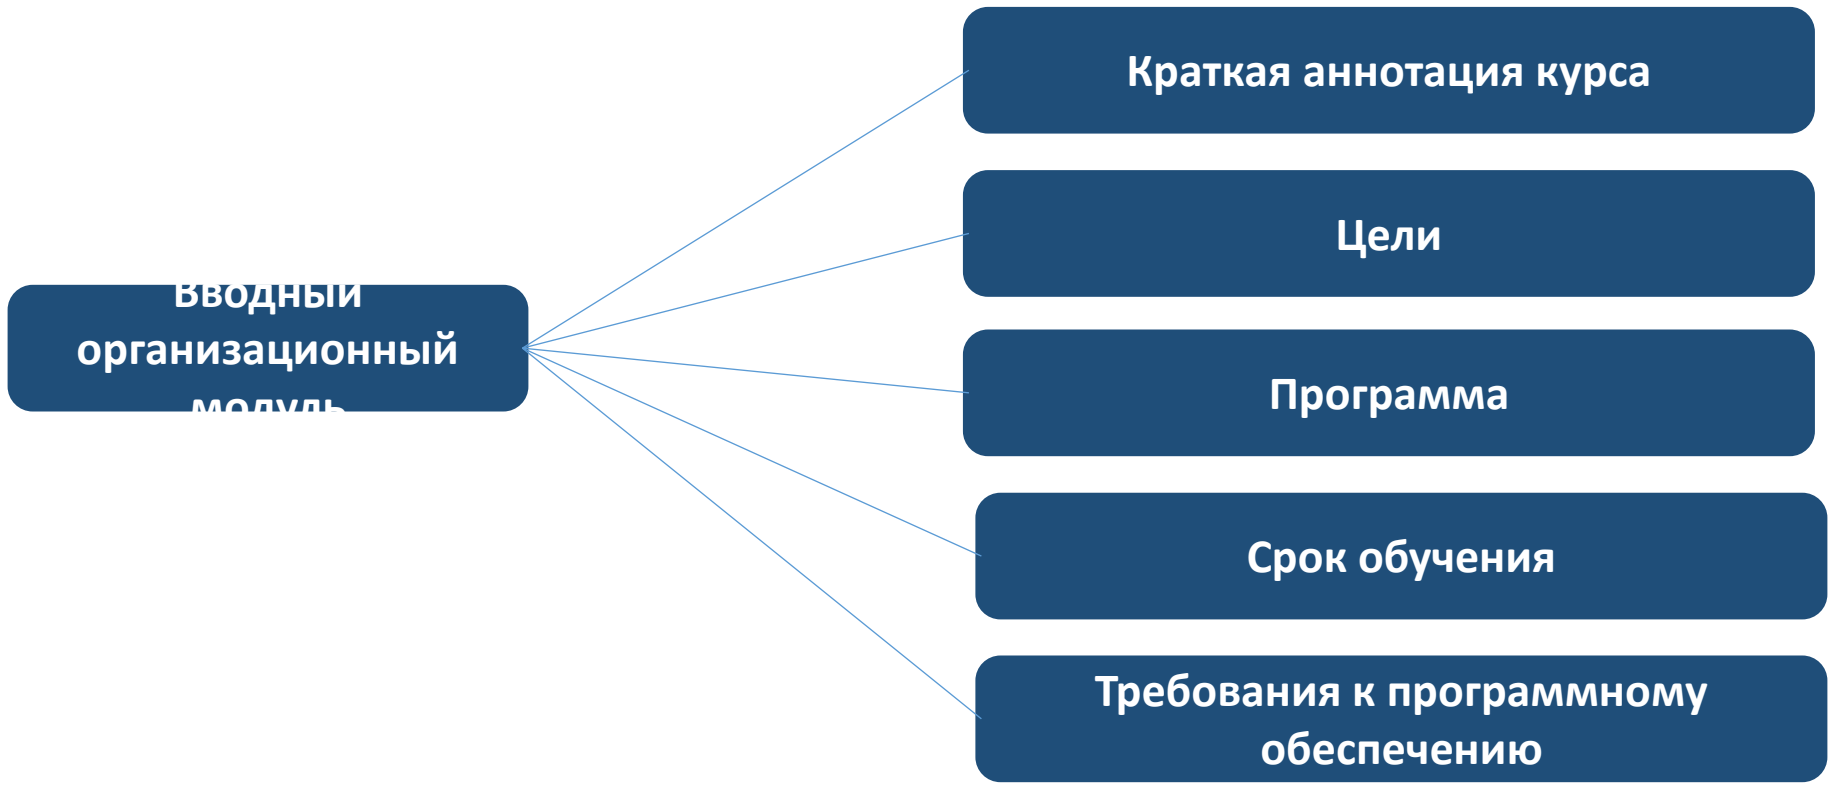 Краткая аннотация курса
Цели
Вводный
организационный
модуль
Программа
Срок обучения
Требования к программному
обеспечению